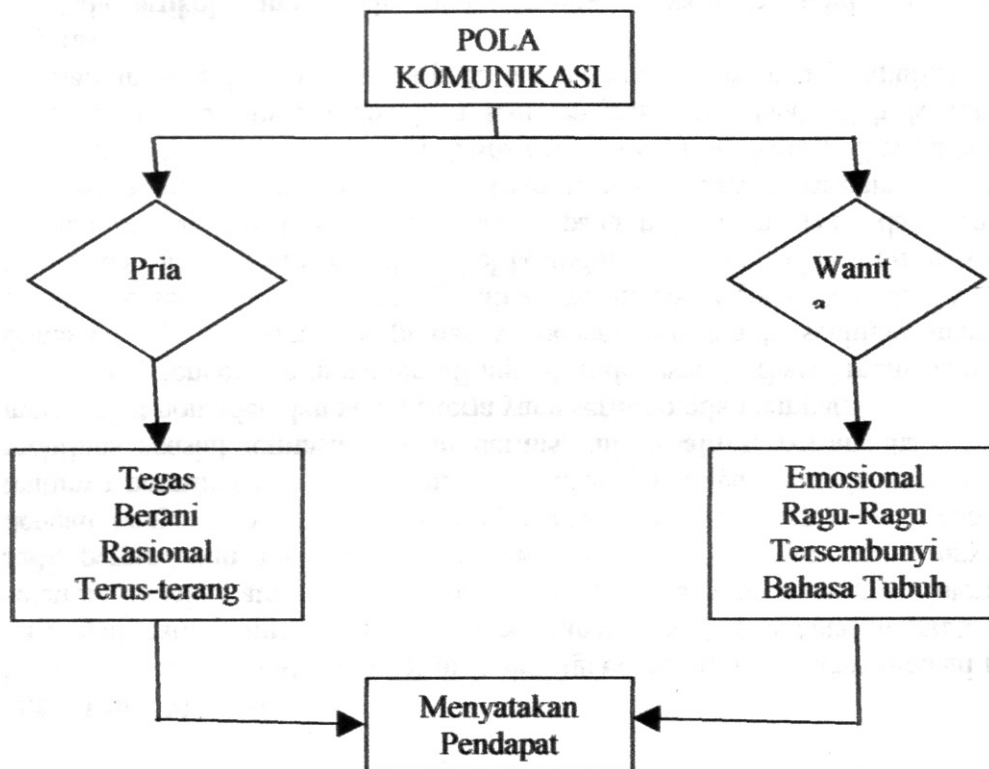 POLA
KOMUNIKASI
Pria
Wanit
a
Tegas
Berani
Rasional
Terus-terang
Emosional
Ragu-Ragu
Tersembunyi
Bahasa Tubuh
Menyatakan
Pendapat